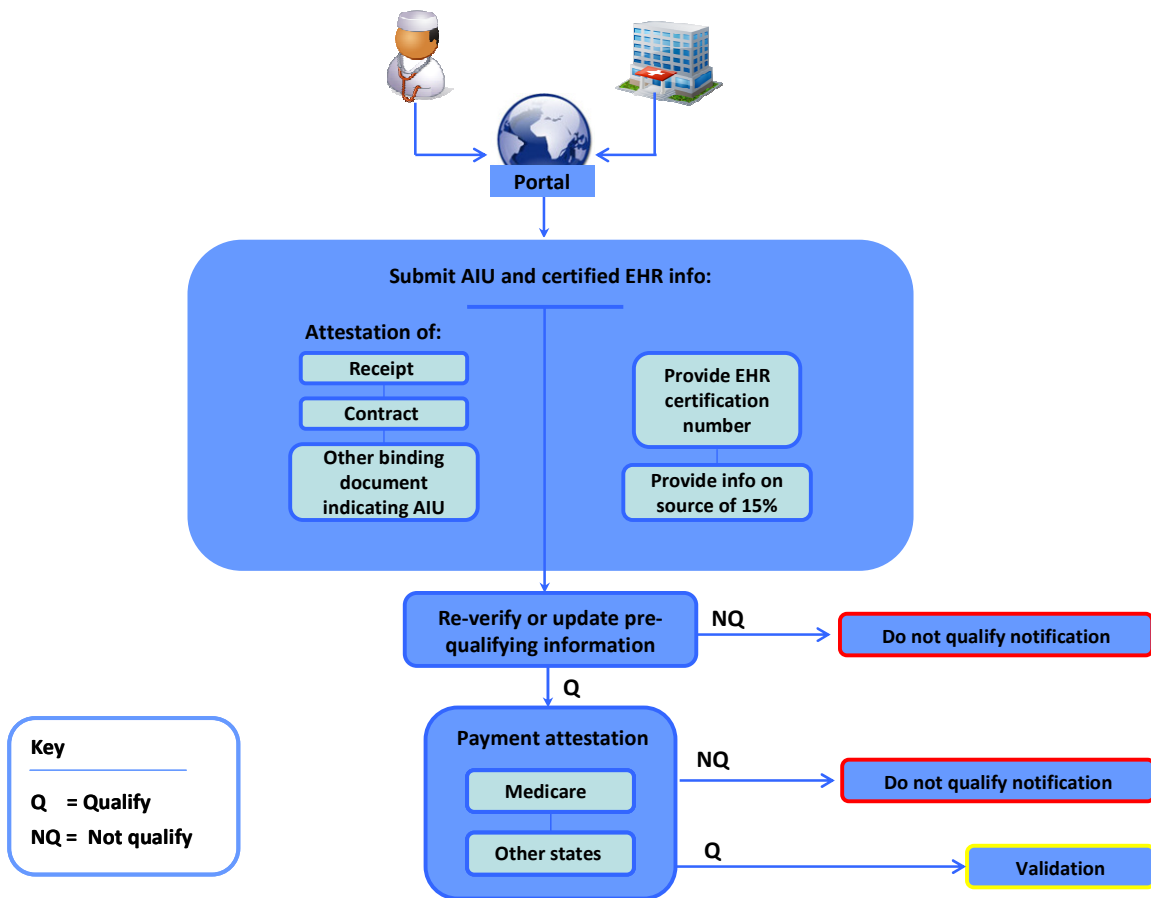 Portal
Submit AIU and certified EHR info:
Attestation of:
Receipt
Contract
Other binding
document
indicating AIU
Provide EHR
certification
number
Provide info on
source of 15%
Re-verify or update pre-
qualifying information
NQ
Do not qualify notification
Q
Payment attestation
Medicare
Other states
NQ
Do not qualify notification
Q
Validation
Key
Q = Qualify
NQ = Not qualify